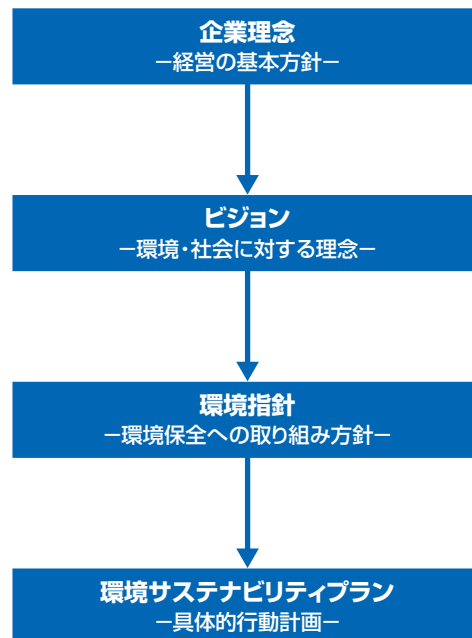 企業理念
−経営の基本方針−
ビジョン
−環境・社会に対する理念−
環境指針
−環境保全への取り組み方針−
環境サステナビリティプラン
−具体的行動計画−